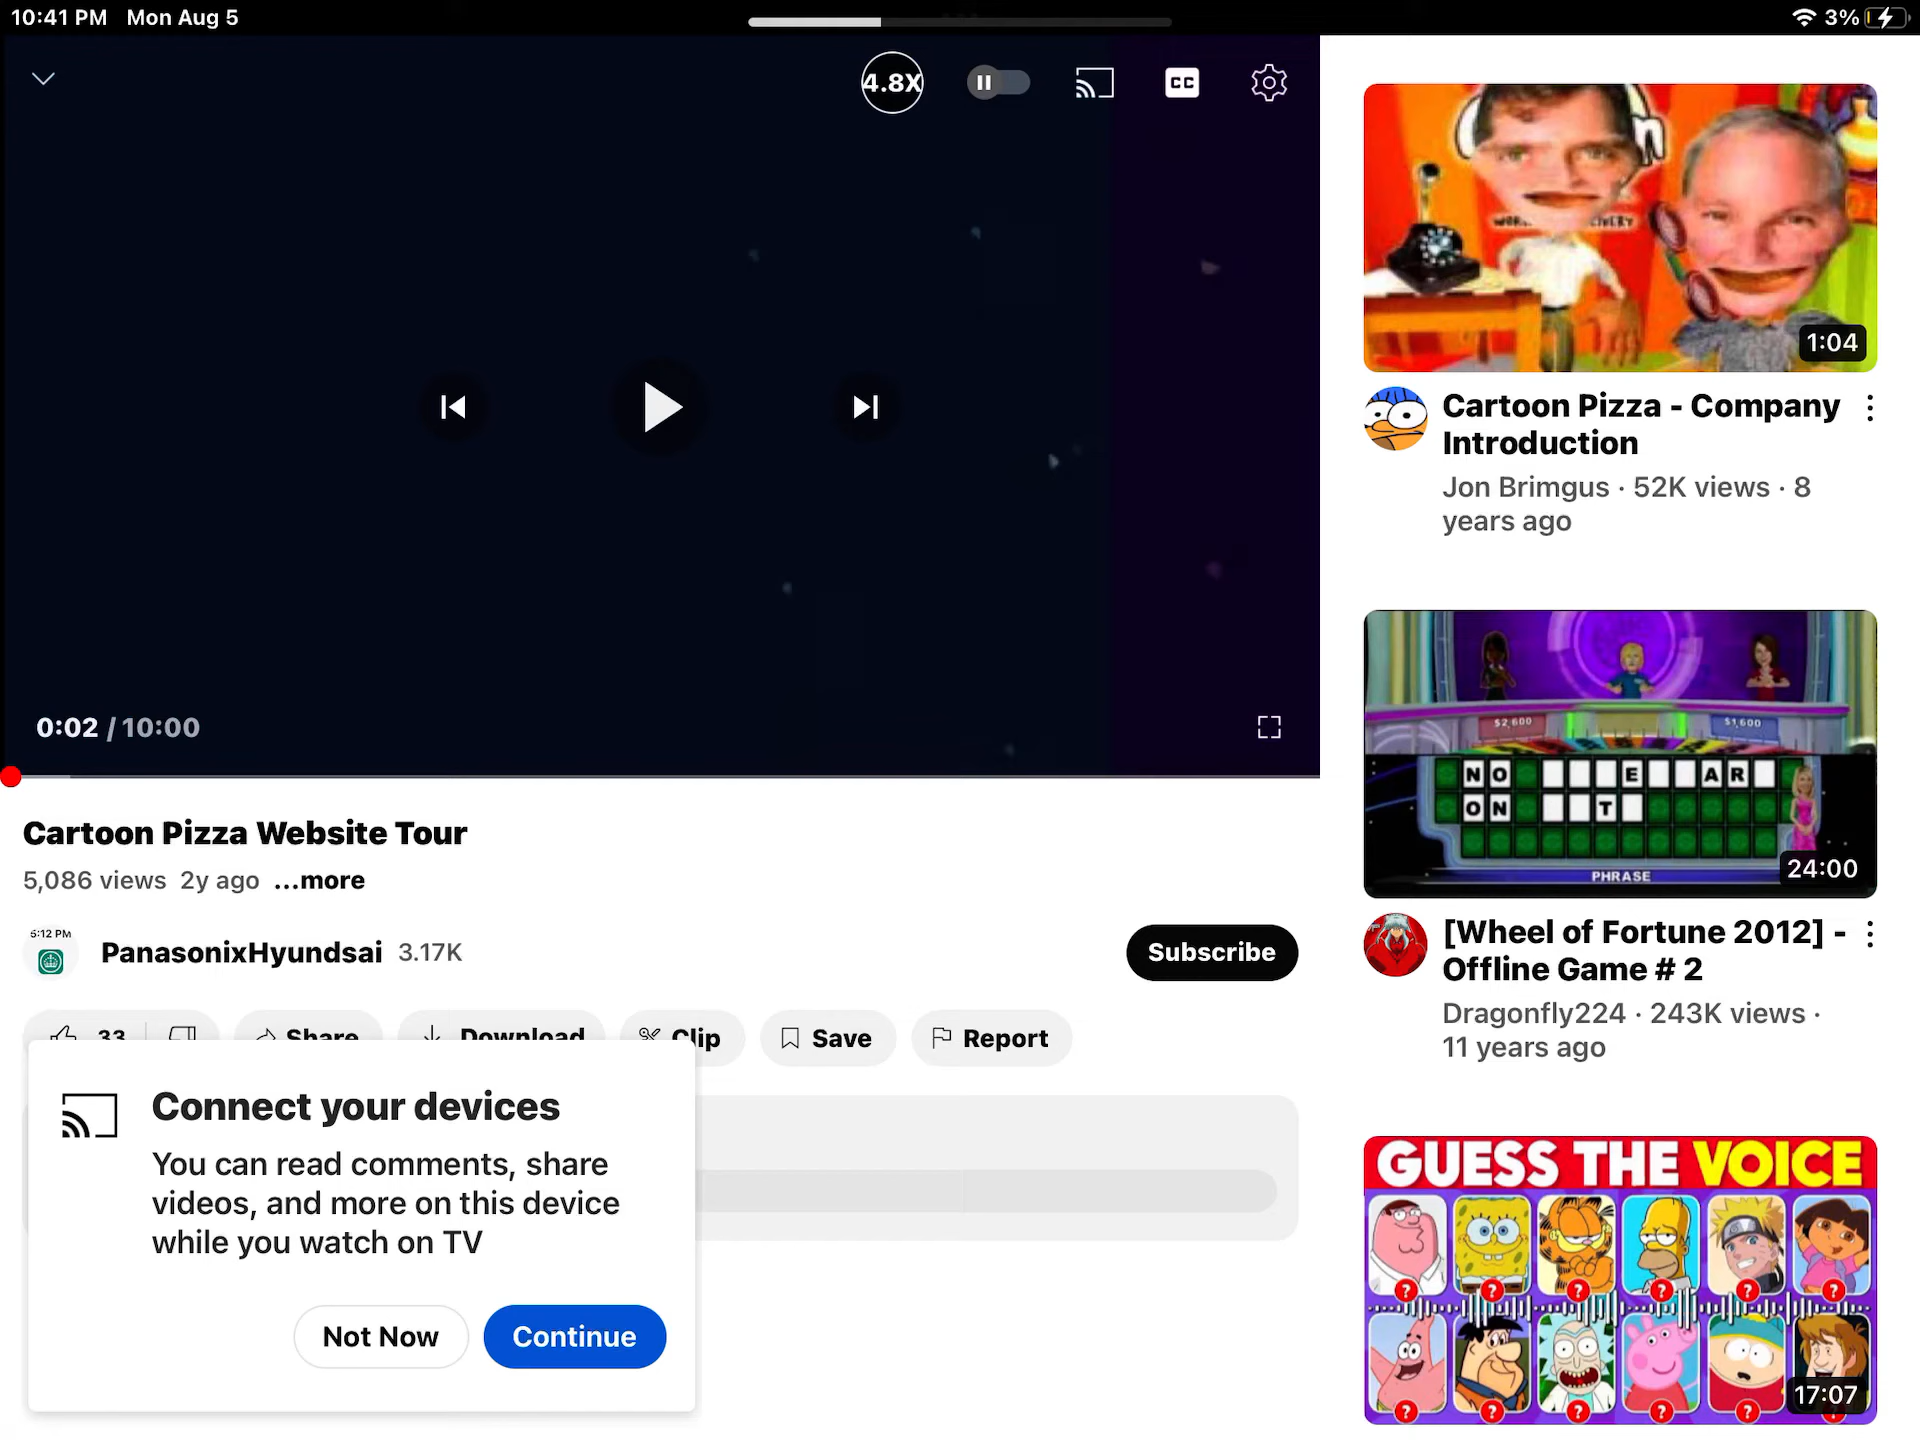 10:41 PM Mon Aug 5
3%
4.8X
CC
0:02 / 10:00
Cartoon Pizza Website Tour
5,086 views 2y ago ...more
5:12 PM
PanasonixHyundsai 3.17K
Subscribe
33
Share
Download
Clip
Save
Report
Connect your devices
You can read comments, share
videos, and more on this device
while you watch on TV
Not Now
Continue
1:04
Cartoon Pizza - Company
Introduction
Jon Brimgus · 52K views · 8
years ago
$2,600
$1,600
NO E AR
ON T
PHRASE
24:00
[Wheel of Fortune 2012] -
Offline Game # 2
Dragonfly224 · 243K views ·
11 years ago
GUESS THE VOICE
? ? ? ? ? ?
? ? ? ? ? ?
17:07